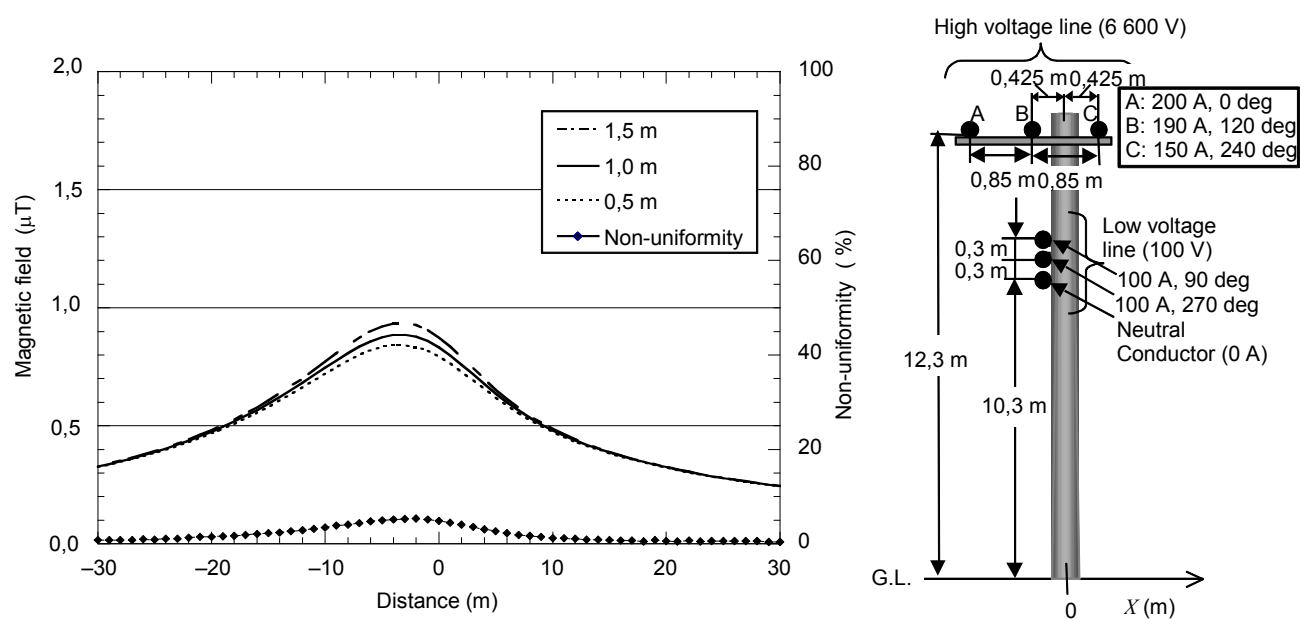 2,0
1,5
1,0
0,5
0,0
Magnetic field (μT)
–30
–20
–10
0
10
20
30
Distance (m)
100
80
60
40
20
0
Non-uniformity ( %)
1,5 m
1,0 m
0,5 m
Non-uniformity
High voltage line (6 600 V)
0,425 m
0,425 m
A
B
C
A: 200 A, 0 deg
B: 190 A, 120 deg
C: 150 A, 240 deg
0,85 m
0,85 m
Low voltage
line (100 V)
0,3 m
0,3 m
100 A, 90 deg
100 A, 270 deg
Neutral
Conductor (0 A)
12,3 m
10,3 m
G.L.
0
X (m)